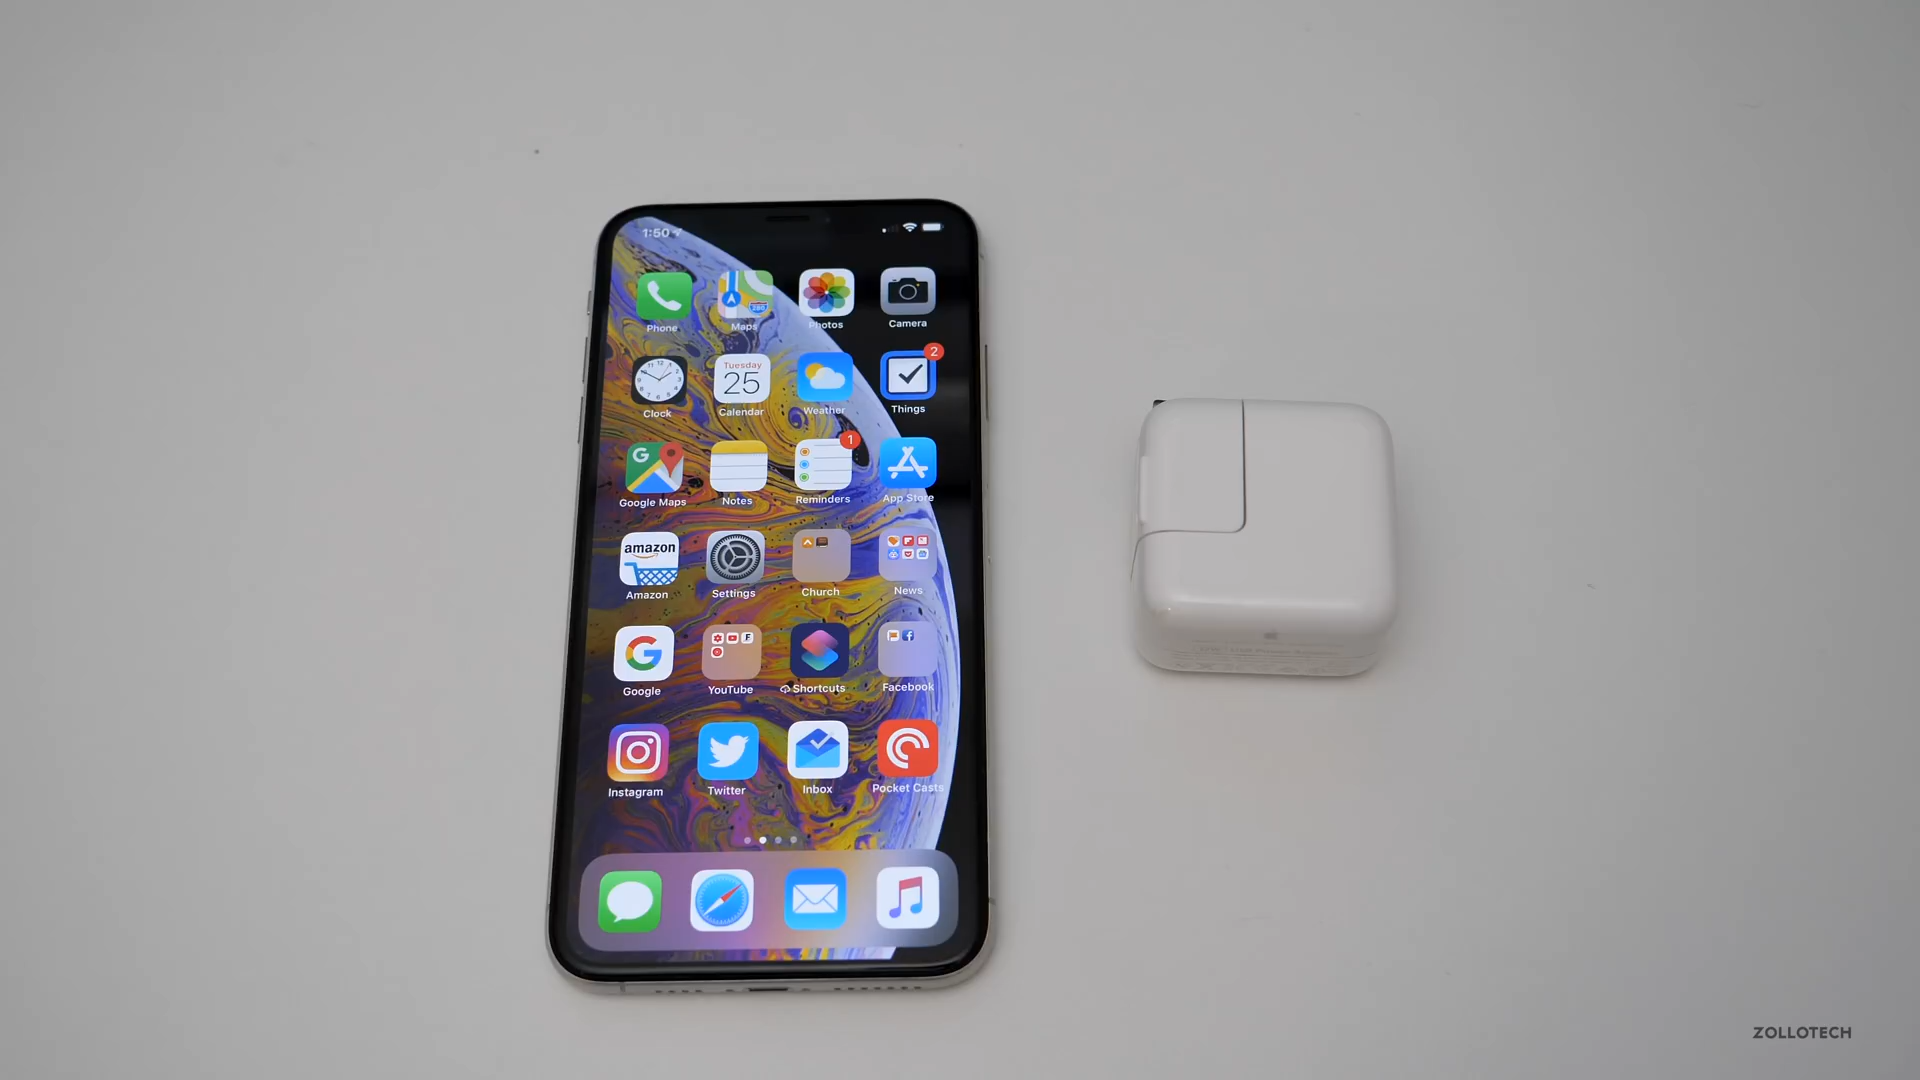 1:50
Phone
Maps
Photos
Camera
Tuesday
25
2
Clock
Calendar
Weather
Things
1
Google Maps
Notes
Reminders
App Store
amazon
Amazon
Settings
Church
News
Google
YouTube
Shortcuts
Facebook
Instagram
Twitter
Inbox
Pocket Casts
ZOLLOTECH